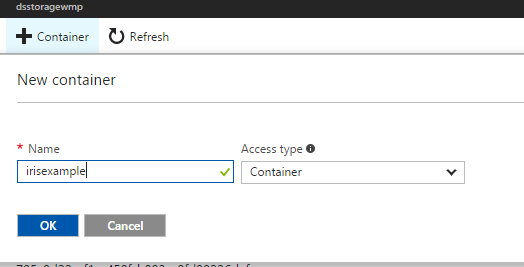 dsstoragewmp
Container Refresh
New container
* Name Access type
irisexample Container
OK Cancel